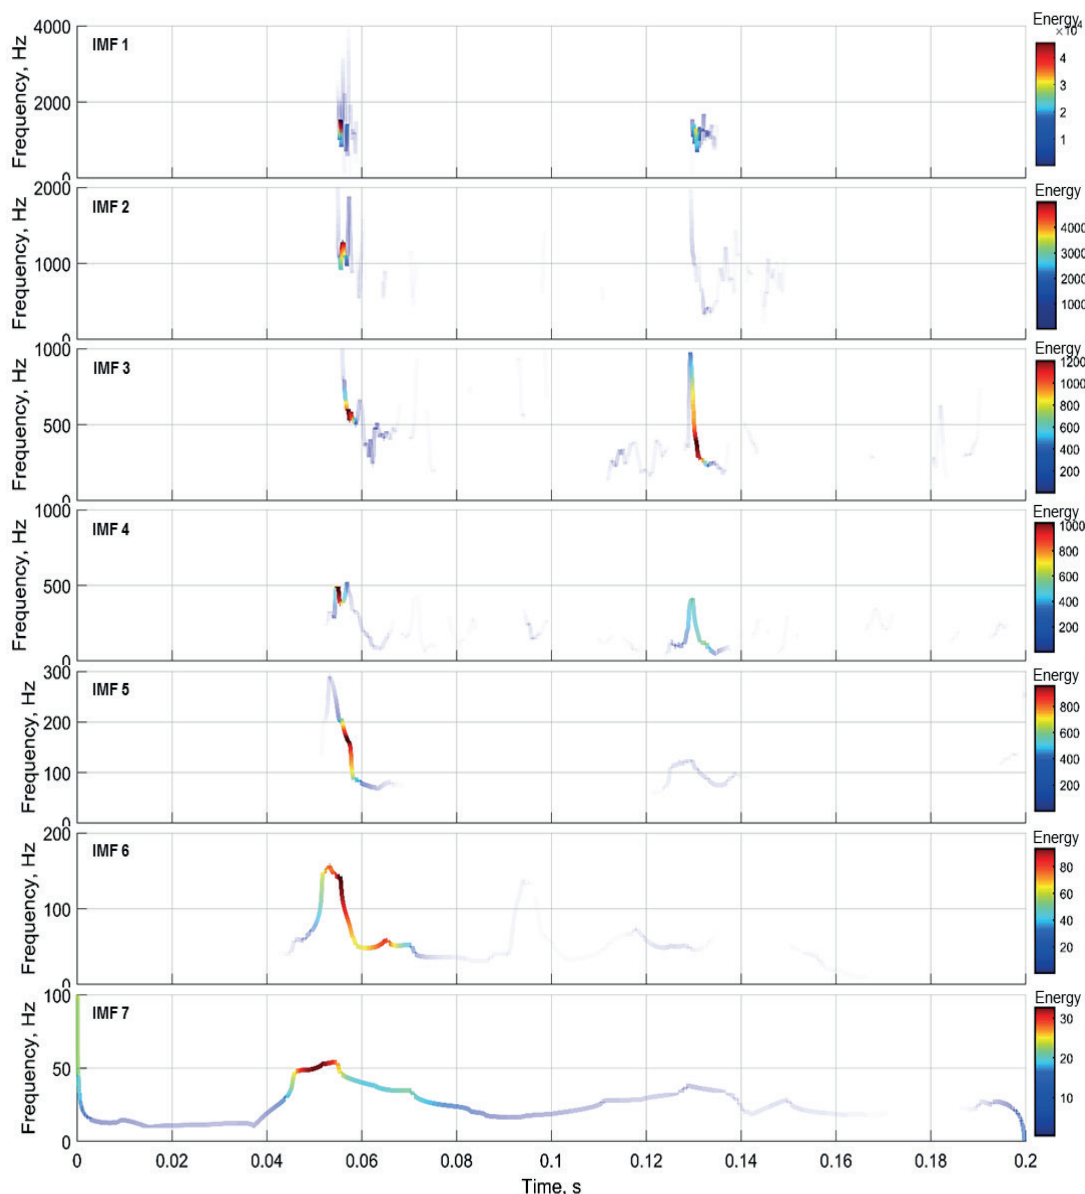 Energy
×10⁴
4000
IMF 1
4
3
2000
2
1
0
Frequency, Hz
Energy
2000
IMF 2
4000
3000
1000
2000
1000
0
Frequency, Hz
Energy
1000
IMF 3
1200
1000
800
500
600
400
200
0
Frequency, Hz
Energy
1000
IMF 4
1000
800
500
600
400
200
0
Frequency, Hz
Energy
300
IMF 5
800
200
600
400
100
200
0
Frequency, Hz
Energy
200
IMF 6
80
60
100
40
20
0
Frequency, Hz
Energy
100
IMF 7
30
50
20
10
0
Frequency, Hz
0 0.02 0.04 0.06 0.08 0.1 0.12 0.14 0.16 0.18 0.2
Time, s